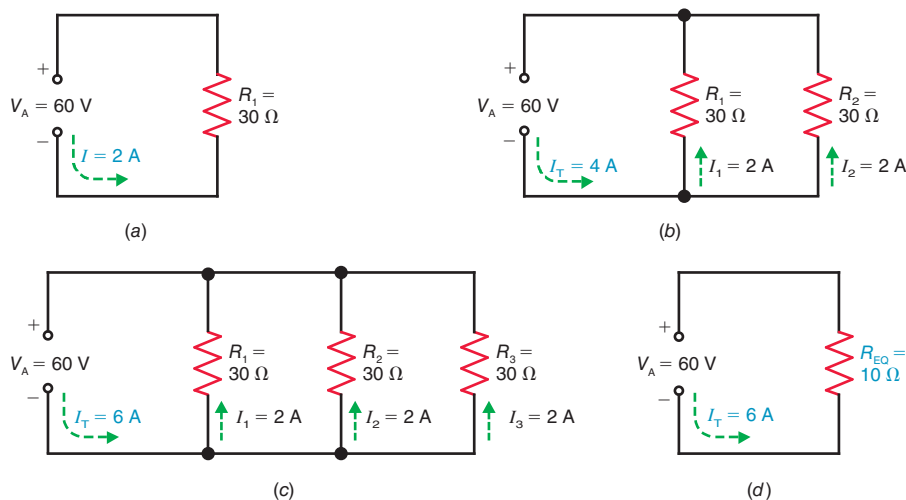 +
V_A = 60 V
−
I = 2 A
R_1 =
30 Ω
(a)
+
V_A = 60 V
−
I_T = 4 A
R_1 =
30 Ω
I_1 = 2 A
R_2 =
30 Ω
I_2 = 2 A
(b)
+
V_A = 60 V
−
I_T = 6 A
R_1 =
30 Ω
I_1 = 2 A
R_2 =
30 Ω
I_2 = 2 A
R_3 =
30 Ω
I_3 = 2 A
(c)
+
V_A = 60 V
−
I_T = 6 A
R_EQ =
10 Ω
(d)